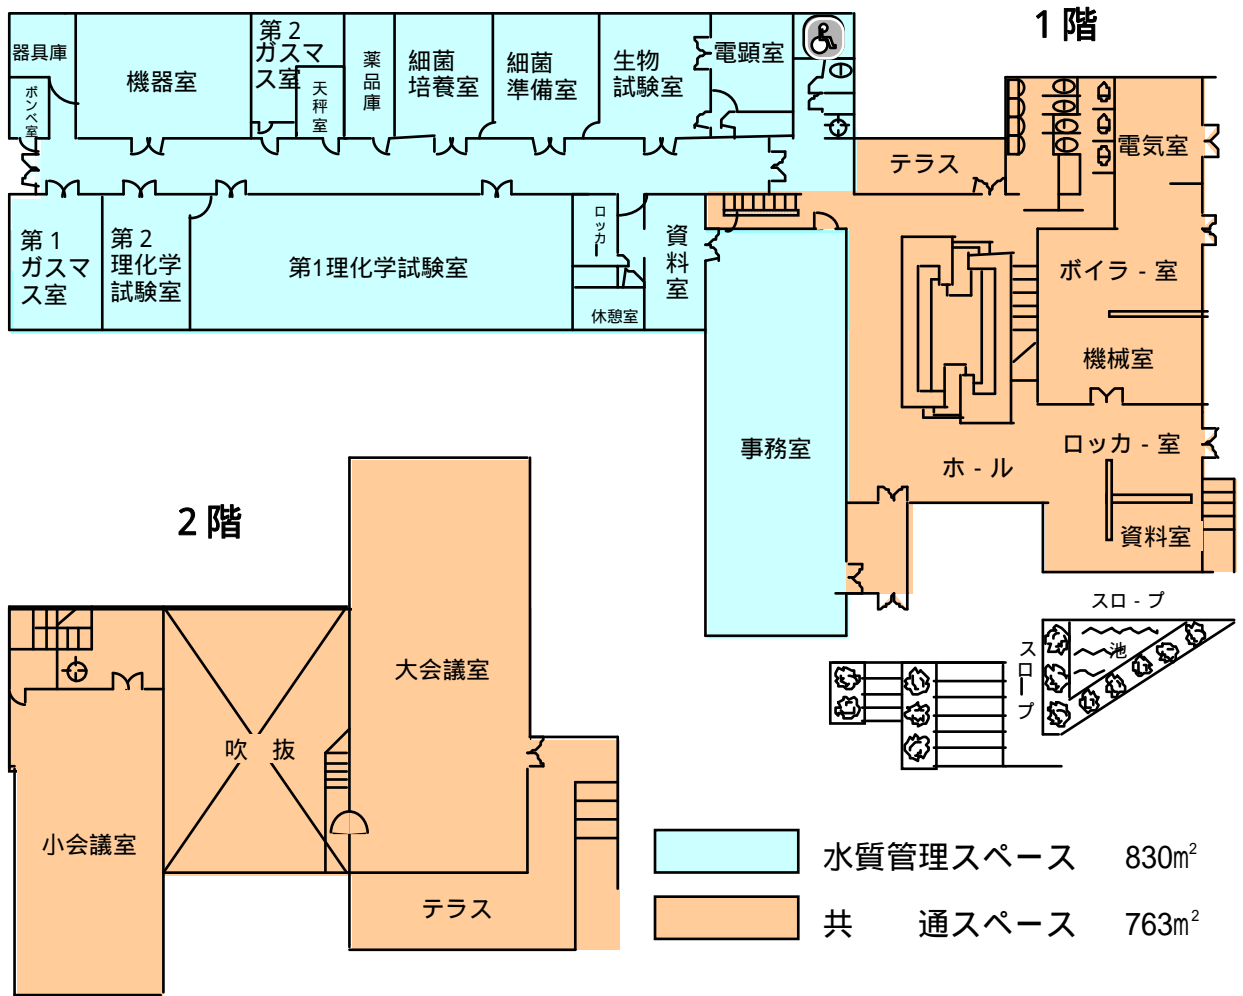 1階
器具庫
ボンベ室
機器室
第2
ガスマ
ス室
天秤室
薬品庫
細菌
培養室
細菌
準備室
生物
試験室
電顕室
テラス
電気室
第1
ガスマ
ス室
第2
理化学
試験室
第1理化学試験室
ロッカー
休憩室
資料室
ボイラ-室
機械室
事務室
ホ-ル
ロッカ-室
資料室
2階
大会議室
吹 抜
小会議室
テラス
スロ-プ
スロープ
池
水質管理スペース 830㎡
共 通スペース 763㎡